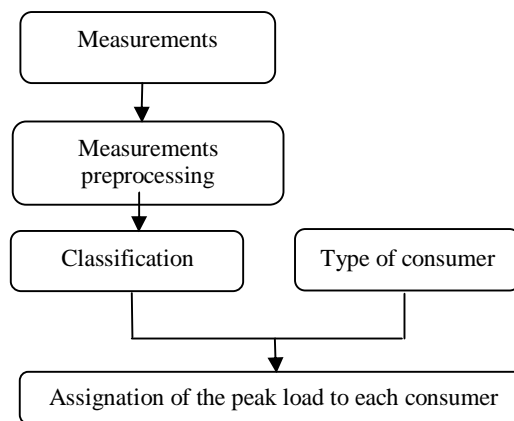 Measurements
Measurements
preprocessing
Classification
Type of consumer
Assignation of the peak load to each consumer